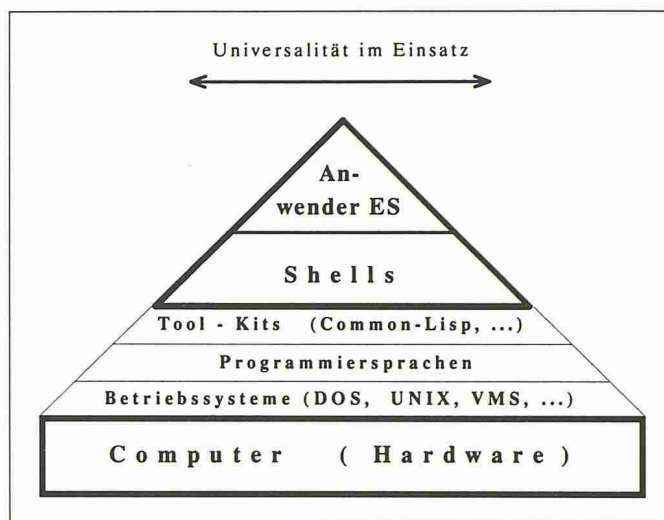 Universalität im Einsatz
An-
wender ES
Shells
Tool - Kits (Common-Lisp, ...)
Programmiersprachen
Betriebssysteme (DOS, UNIX, VMS, ...)
Computer ( Hardware )